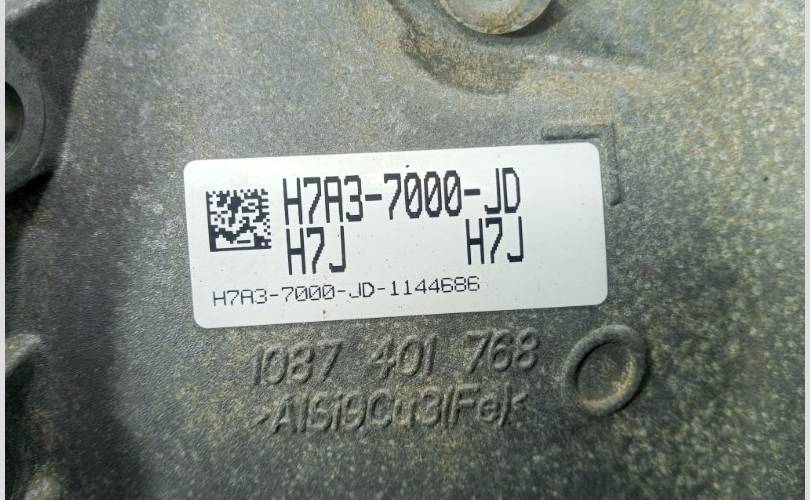 H7A3-7000-JD
H7J H7J
H7A3-7000-JD-1144686
1087 401 768
>AlSi9Cu3(Fe)<